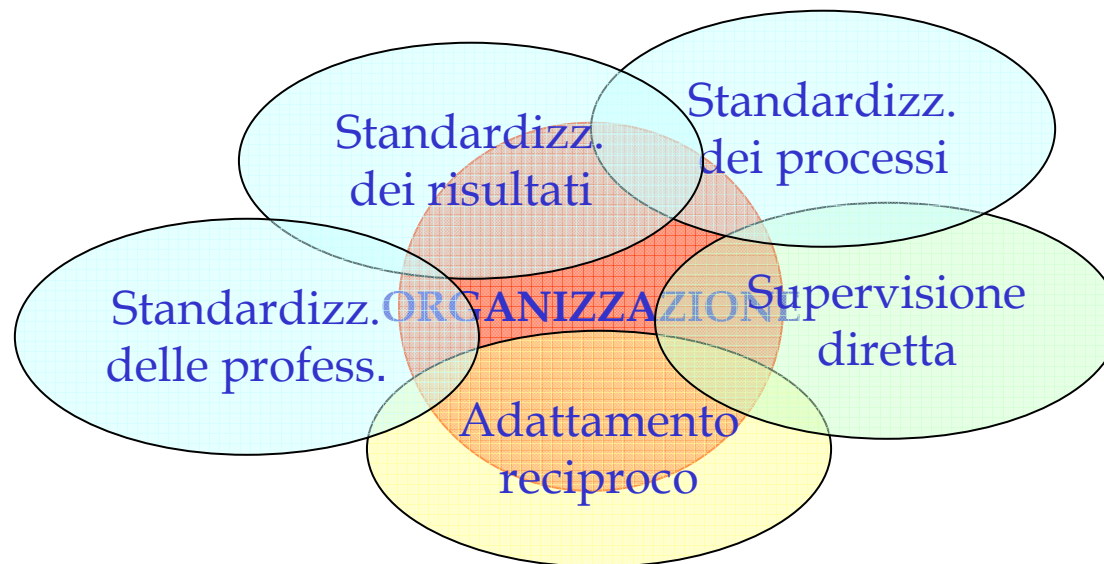 Standardizz.
dei processi
Standardizz.
dei risultati
Standardizz.
delle profess.
ORGANIZZAZIONE
Supervisione
diretta
Adattamento
reciproco